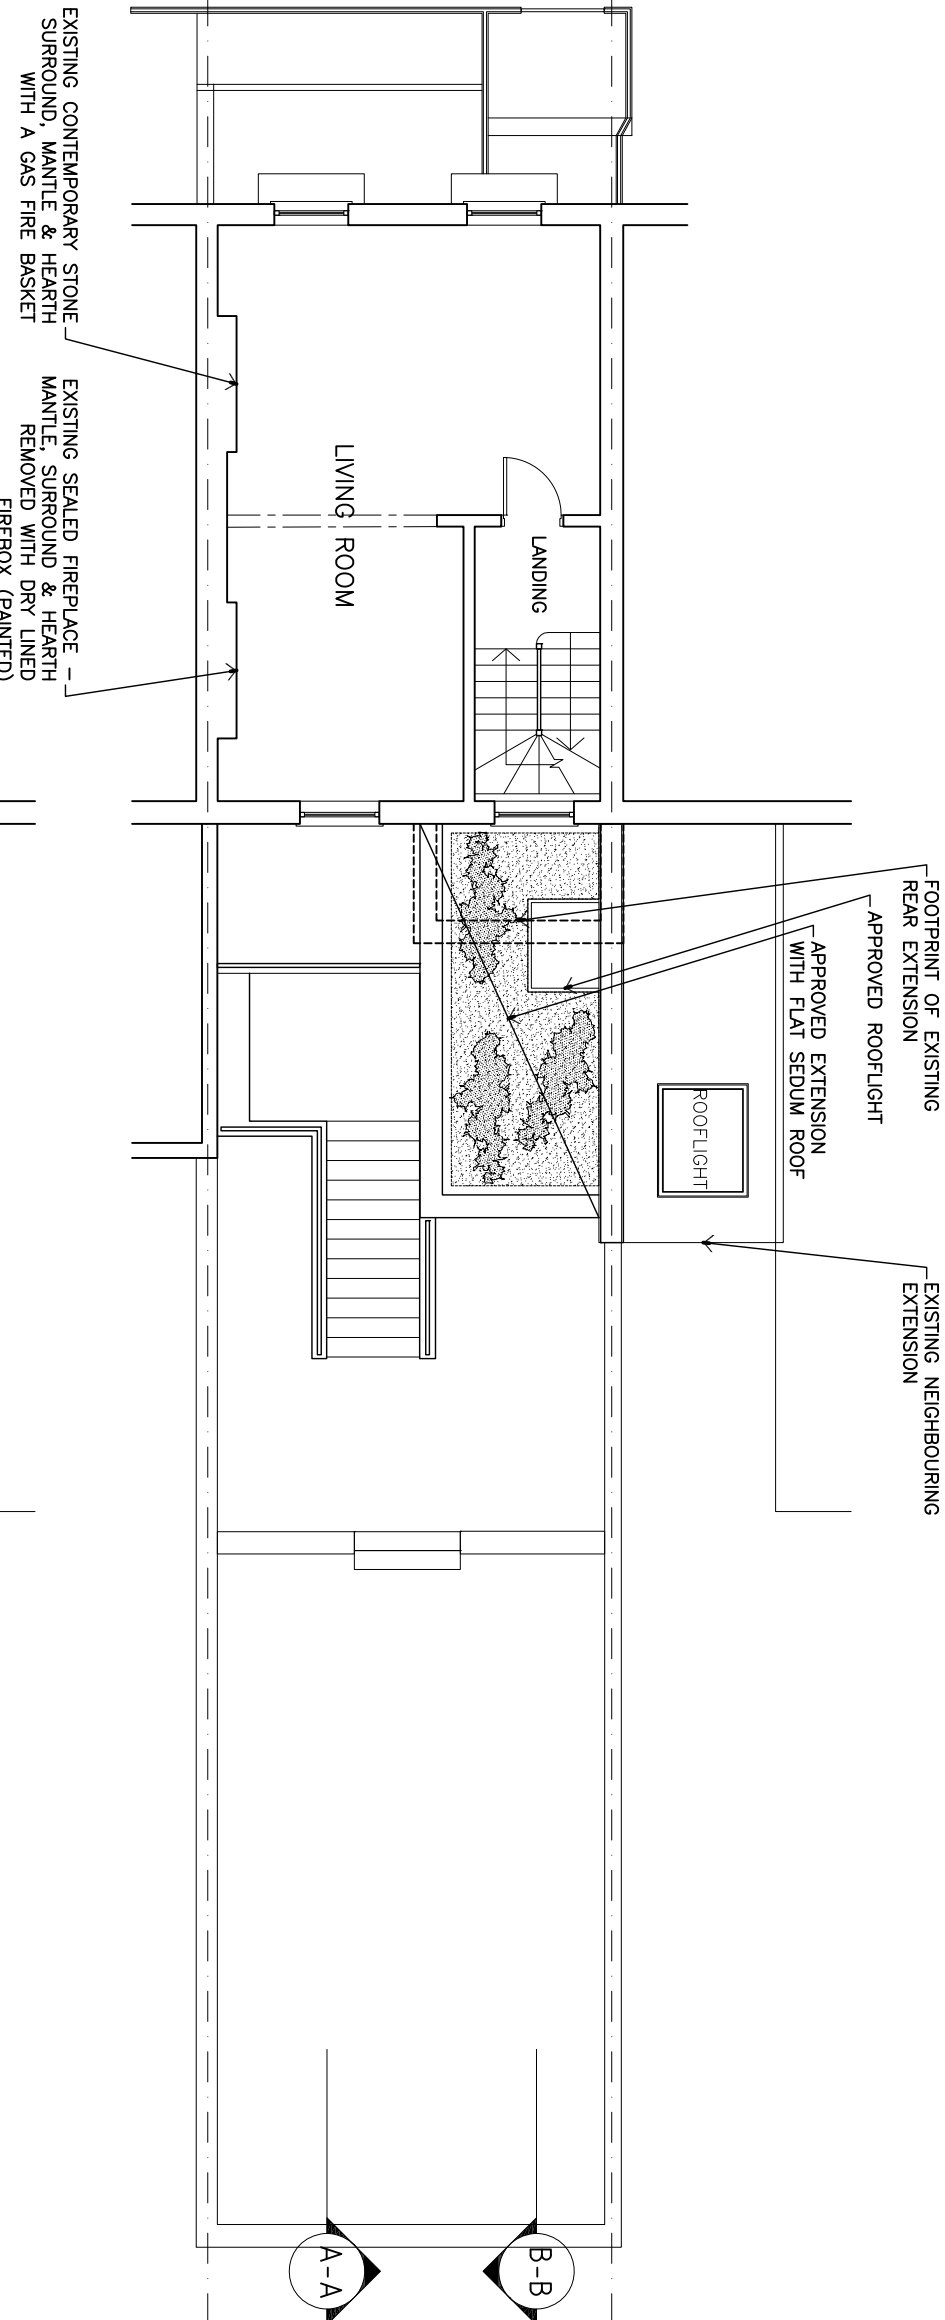 FOOTPRINT OF EXISTING
REAR EXTENSION
APPROVED ROOFLIGHT
APPROVED EXTENSION
WITH FLAT SEDUM ROOF
EXISTING NEIGHBOURING
EXTENSION
ROOFLIGHT
LANDING
LIVING ROOM
B-B
A-A
EXISTING CONTEMPORARY STONE
SURROUND, MANTLE & HEARTH
WITH A GAS FIRE BASKET
EXISTING SEALED FIREPLACE -
MANTLE, SURROUND & HEARTH
REMOVED WITH DRY LINED
FIREBOX (PAINTED)